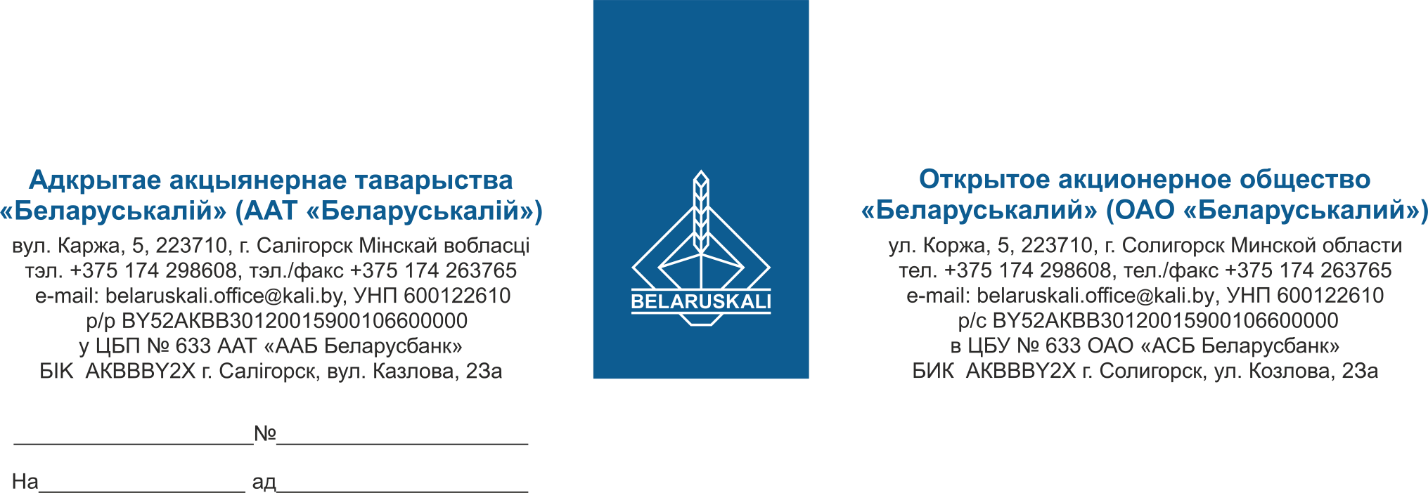 Адкрытае акцыянернае таварыства
«Беларуськалій» (ААТ «Беларуськалій»)
вул. Каржа, 5, 223710, г. Салігорск Мінскай вобласці
тэл. +375 174 298608, тэл./факс +375 174 263765
e-mail: belaruskali.office@kali.by, УНП 600122610
р/р BY52AKBB30120015900106600000
у ЦБП № 633 ААТ «ААБ Беларусбанк»
БІК AKBBBY2X г. Салігорск, вул. Казлова, 23а
____________________№_____________________
На_________________ ад_____________________
BELARUSKALI
Открытое акционерное общество
«Беларуськалий» (ОАО «Беларуськалий»)
ул. Коржа, 5, 223710, г. Солигорск Минской области
тел. +375 174 298608, тел./факс +375 174 263765
e-mail: belaruskali.office@kali.by, УНП 600122610
р/с BY52AKBB30120015900106600000
в ЦБУ № 633 ОАО «АСБ Беларусбанк»
БИК AKBBBY2X г. Солигорск, ул. Козлова, 23а